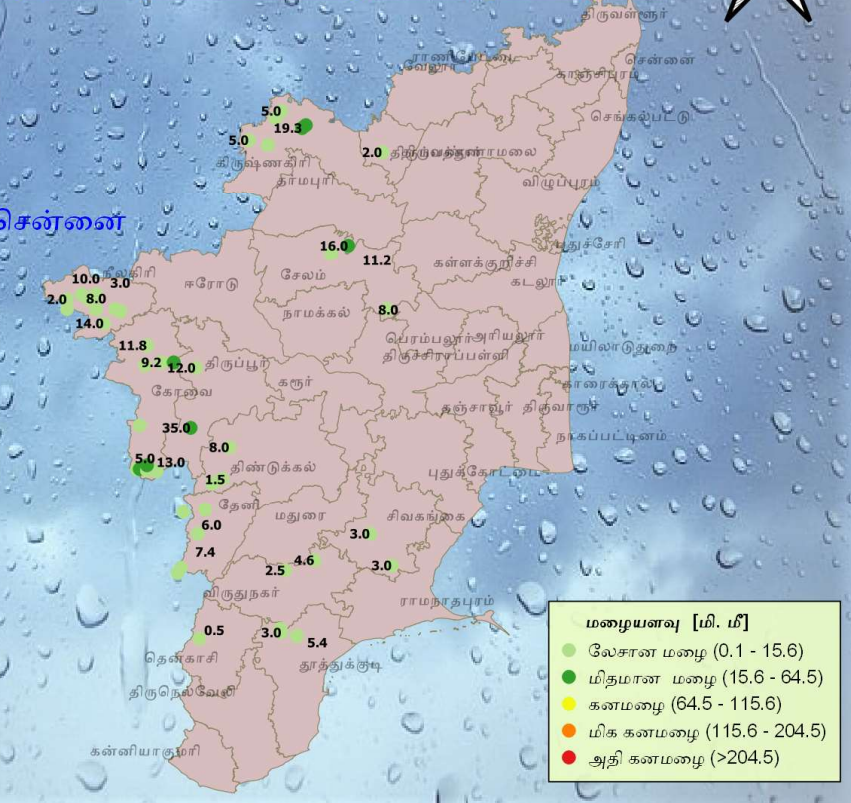 திருவள்ளூர்
சென்னை
காஞ்சிபுரம்
வேலூர்
செங்கல்பட்டு
5.0
19.3
5.0
2.0
கிருஷ்ணகிரி
தர்மபுரி
விழுப்புரம்
சென்னை
16.0
11.2
புதுச்சேரி
கள்ளக்குறிச்சி
கடலூர்
சேலம்
நீலகிரி
ஈரோடு
10.0
3.0
2.0
8.0
14.0
நாமக்கல்
8.0
பெரம்பலூர்
அரியலூர்
திருச்சிராப்பள்ளி
மயிலாடுதுறை
11.8
9.2
12.0
திருப்பூர்
கரூர்
காரைக்கால்
கோவை
தஞ்சாவூர்
திருவாரூர்
35.0
நாகப்பட்டினம்
8.0
5.0
13.0
திண்டுக்கல்
புதுக்கோட்டை
1.5
தேனி
மதுரை
சிவகங்கை
6.0
3.0
7.4
4.6
2.5
3.0
விருதுநகர்
ராமநாதபுரம்
0.5
3.0
5.4
தென்காசி
தூத்துக்குடி
திருநெல்வேலி
கன்னியாகுமரி
மழையளவு [மி. மீ]
லேசான மழை (0.1 - 15.6)
மிதமான மழை (15.6 - 64.5)
கனமழை (64.5 - 115.6)
மிக கனமழை (115.6 - 204.5)
அதி கனமழை (>204.5)